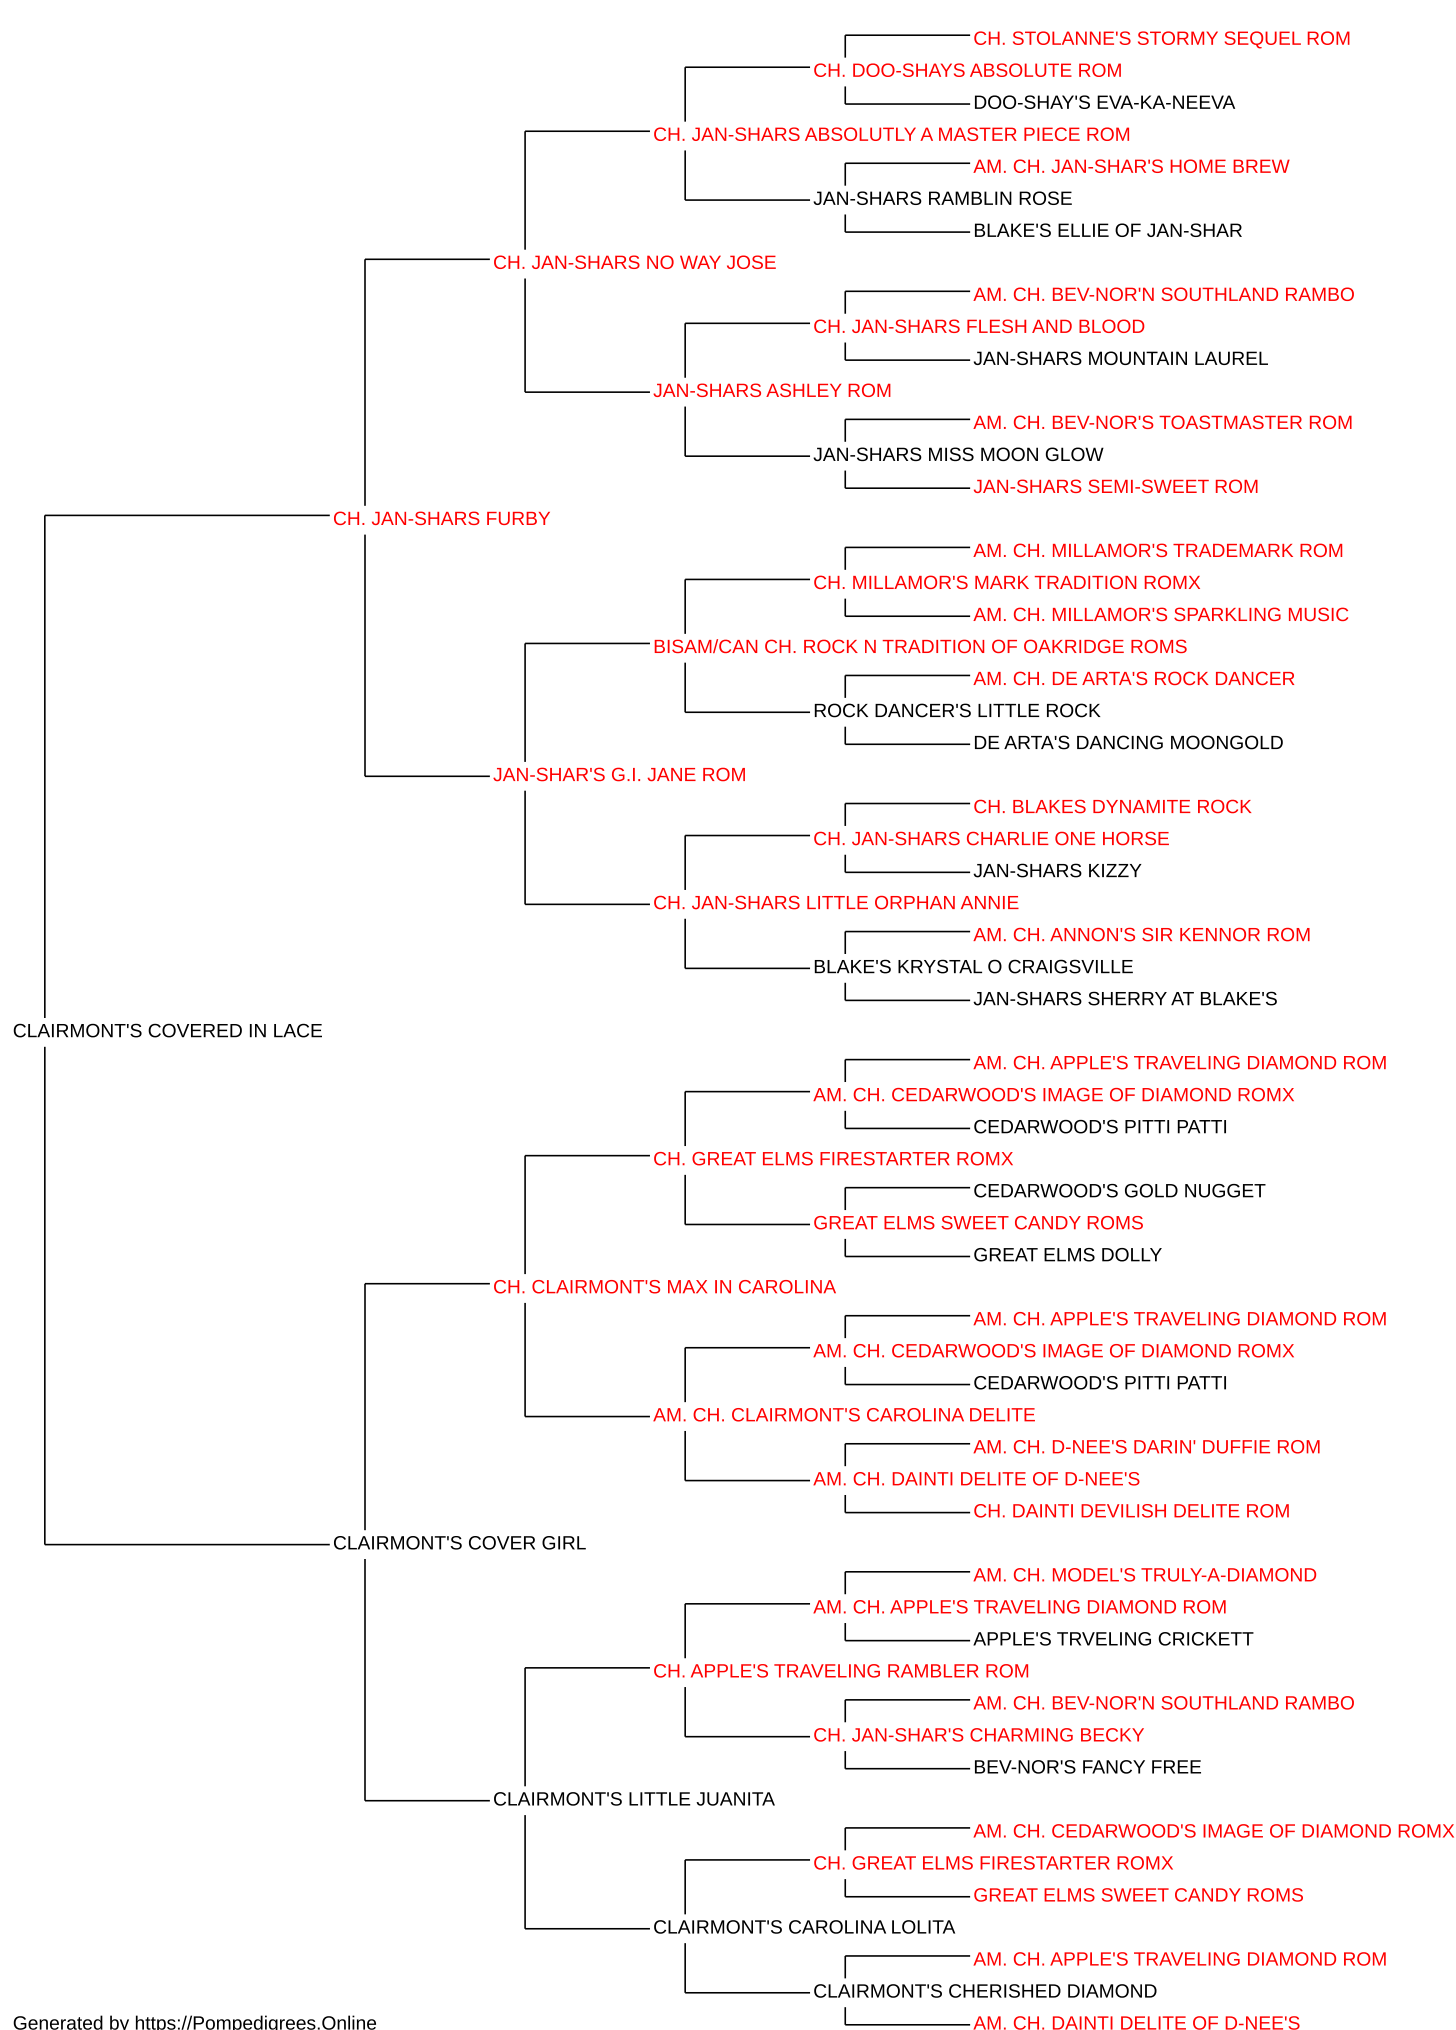 CH. STOLANNE'S STORMY SEQUEL ROM
CH. DOO-SHAYS ABSOLUTE ROM
DOO-SHAY'S EVA-KA-NEEVA
CH. JAN-SHARS ABSOLUTLY A MASTER PIECE ROM
AM. CH. JAN-SHAR'S HOME BREW
JAN-SHARS RAMBLIN ROSE
BLAKE'S ELLIE OF JAN-SHAR
CH. JAN-SHARS NO WAY JOSE
AM. CH. BEV-NOR'N SOUTHLAND RAMBO
CH. JAN-SHARS FLESH AND BLOOD
JAN-SHARS MOUNTAIN LAUREL
JAN-SHARS ASHLEY ROM
AM. CH. BEV-NOR'S TOASTMASTER ROM
JAN-SHARS MISS MOON GLOW
JAN-SHARS SEMI-SWEET ROM
CH. JAN-SHARS FURBY
AM. CH. MILLAMOR'S TRADEMARK ROM
CH. MILLAMOR'S MARK TRADITION ROMX
AM. CH. MILLAMOR'S SPARKLING MUSIC
BISAM/CAN CH. ROCK N TRADITION OF OAKRIDGE ROMS
AM. CH. DE ARTA'S ROCK DANCER
ROCK DANCER'S LITTLE ROCK
DE ARTA'S DANCING MOONGOLD
JAN-SHAR'S G.I. JANE ROM
CH. BLAKES DYNAMITE ROCK
CH. JAN-SHARS CHARLIE ONE HORSE
JAN-SHARS KIZZY
CH. JAN-SHARS LITTLE ORPHAN ANNIE
AM. CH. ANNON'S SIR KENNOR ROM
BLAKE'S KRYSTAL O CRAIGSVILLE
JAN-SHARS SHERRY AT BLAKE'S
CLAIRMONT'S COVERED IN LACE
AM. CH. APPLE'S TRAVELING DIAMOND ROM
AM. CH. CEDARWOOD'S IMAGE OF DIAMOND ROMX
CEDARWOOD'S PITTI PATTI
CH. GREAT ELMS FIRESTARTER ROMX
CEDARWOOD'S GOLD NUGGET
GREAT ELMS SWEET CANDY ROMS
GREAT ELMS DOLLY
CH. CLAIRMONT'S MAX IN CAROLINA
AM. CH. APPLE'S TRAVELING DIAMOND ROM
AM. CH. CEDARWOOD'S IMAGE OF DIAMOND ROMX
CEDARWOOD'S PITTI PATTI
AM. CH. CLAIRMONT'S CAROLINA DELITE
AM. CH. D-NEE'S DARIN' DUFFIE ROM
AM. CH. DAINTI DELITE OF D-NEE'S
CH. DAINTI DEVILISH DELITE ROM
CLAIRMONT'S COVER GIRL
AM. CH. MODEL'S TRULY-A-DIAMOND
AM. CH. APPLE'S TRAVELING DIAMOND ROM
APPLE'S TRVELING CRICKETT
CH. APPLE'S TRAVELING RAMBLER ROM
AM. CH. BEV-NOR'N SOUTHLAND RAMBO
CH. JAN-SHAR'S CHARMING BECKY
BEV-NOR'S FANCY FREE
CLAIRMONT'S LITTLE JUANITA
AM. CH. CEDARWOOD'S IMAGE OF DIAMOND ROMX
CH. GREAT ELMS FIRESTARTER ROMX
GREAT ELMS SWEET CANDY ROMS
CLAIRMONT'S CAROLINA LOLITA
AM. CH. APPLE'S TRAVELING DIAMOND ROM
CLAIRMONT'S CHERISHED DIAMOND
AM. CH. DAINTI DELITE OF D-NEE'S
Generated by https://Pompedigrees.Online